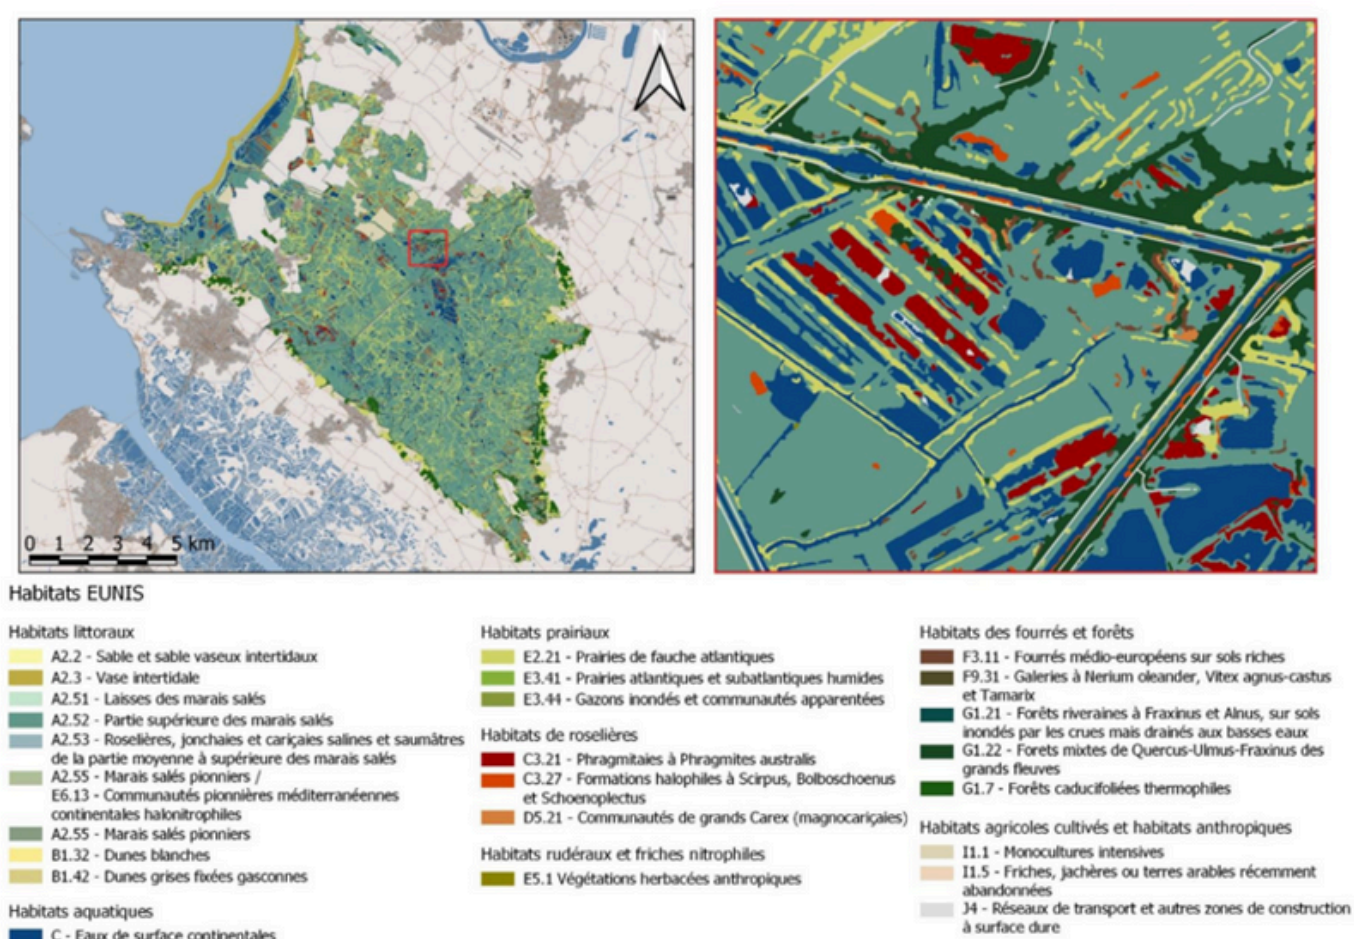 0 1 2 3 4 5 km
Habitats EUNIS
Habitats littoraux
A2.2 - Sable et sable vaseux intertidaux
A2.3 - Vase intertidale
A2.51 - Laisses des marais salés
A2.52 - Partie supérieure des marais salés
A2.53 - Roselières, jonchaies et cariçaies salines et saumâtres
de la partie moyenne à supérieure des marais salés
A2.55 - Marais salés pionniers /
E6.13 - Communautés pionnières méditerranéennes
continentales halonitrophiles
A2.55 - Marais salés pionniers
B1.32 - Dunes blanches
B1.42 - Dunes grises fixées gasconnes
Habitats aquatiques
C - Eaux de surface continentales
Habitats prairiaux
E2.21 - Prairies de fauche atlantiques
E3.41 - Prairies atlantiques et subatlantiques humides
E3.44 - Gazons inondés et communautés apparentées
Habitats de roselières
C3.21 - Phragmitaies à Phragmites australis
C3.27 - Formations halophiles à Scirpus, Bolboschoenus
et Schoenoplectus
D5.21 - Communautés de grands Carex (magnocariçaies)
Habitats rudéraux et friches nitrophiles
E5.1 Végétations herbacées anthropiques
Habitats des fourrés et forêts
F3.11 - Fourrés médio-européens sur sols riches
F9.31 - Galeries à Nerium oleander, Vitex agnus-castus
et Tamarix
G1.21 - Forêts riveraines à Fraxinus et Alnus, sur sols
inondés par les crues mais drainés aux basses eaux
G1.22 - Forets mixtes de Quercus-Ulmus-Fraxinus des
grands fleuves
G1.7 - Forêts caducifoliées thermophiles
Habitats agricoles cultivés et habitats anthropiques
I1.1 - Monocultures intensives
I1.5 - Friches, jachères ou terres arables récemment
abandonnées
J4 - Réseaux de transport et autres zones de construction
à surface dure